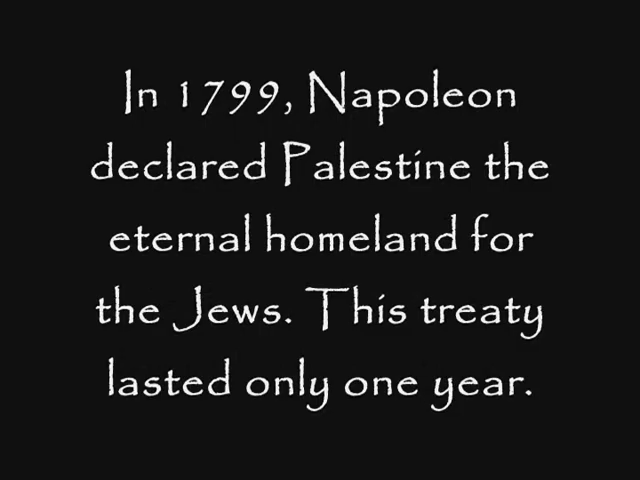 In 1799, Napoleon
declared Palestine the
eternal homeland for
the Jews. This treaty
lasted only one year.